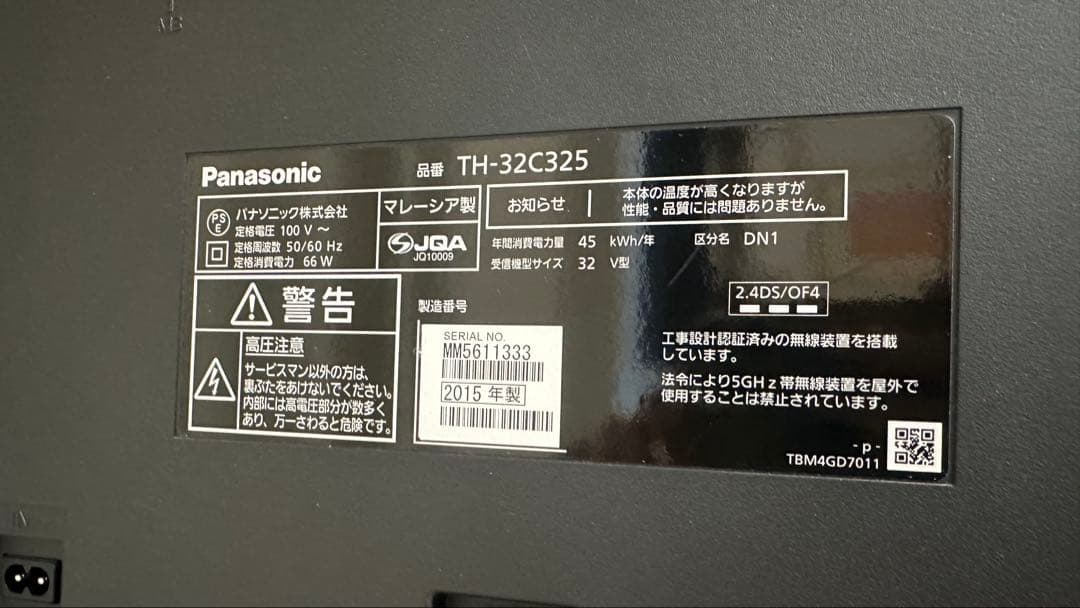 Panasonic
品番 TH-32C325
PS
E
パナソニック株式会社
定格電圧 100 V ～
定格周波数 50/60 Hz
定格消費電力 66 W
マレーシア製
JQA
JQ10009
お知らせ
本体の温度が高くなりますが
性能・品質には問題ありません。
年間消費電力量 45 kWh/年 区分名 DN1
受信機型サイズ 32 V型
警告
高圧注意
サービスマン以外の方は、
裏ぶたをあけないでください。
内部には高電圧部分が数多く
あり、万一さわると危険です。
製造番号
SERIAL NO.
MM5611333
2015 年製
2.4DS/OF4
工事設計認証済みの無線装置を搭載
しています。
法令により5GHz帯無線装置を屋外で
使用することは禁止されています。
- p -
TBM4GD7011